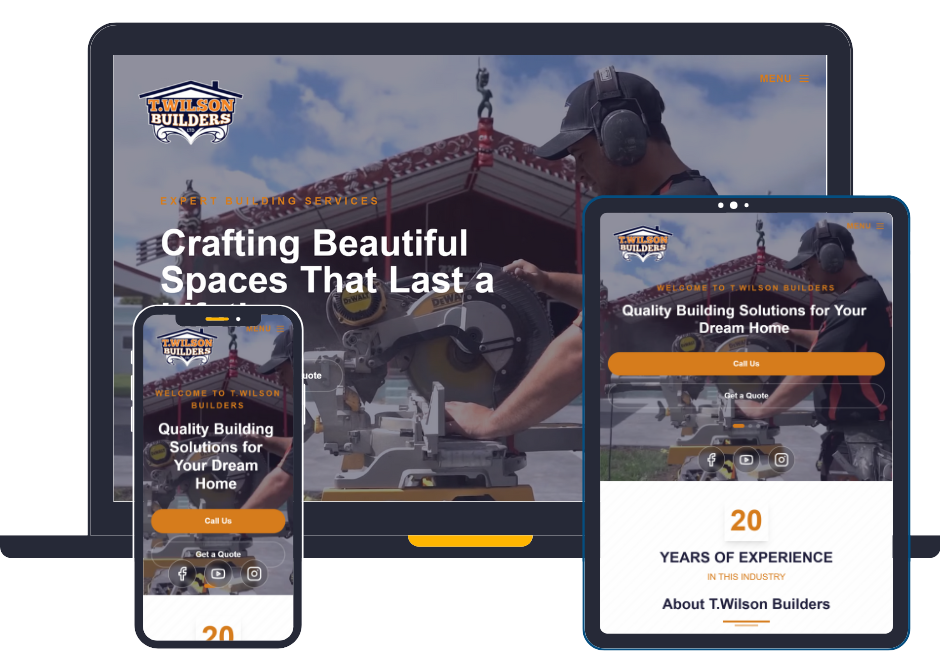 MENU
T.WILSON
BUILDERS
LTD
EXPERT BUILDING SERVICES
Crafting Beautiful
Spaces That Last a
DEWALT
DEWALT
MENU
T.WILSON
BUILDERS
WELCOME TO T.WILSON BUILDERS
Quality Building Solutions for Your
Dream Home
Call Us
Get a Quote
20
YEARS OF EXPERIENCE
IN THIS INDUSTRY
About T.Wilson Builders
MENU
T.WILSON
BUILDERS
WELCOME TO T.WILSON
BUILDERS
Quality Building
Solutions for
Your Dream
Home
Call Us
Get a Quote
20